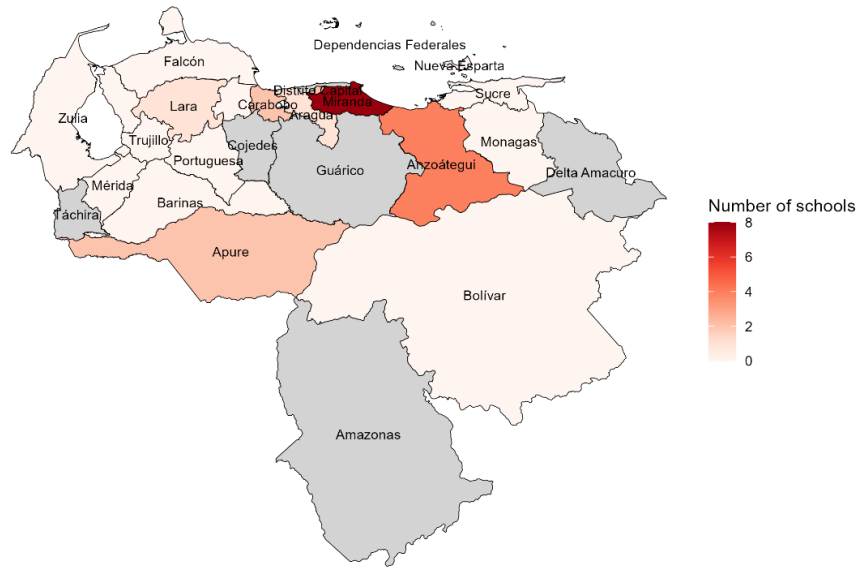 Dependencias Federales
Falcón
Nueva Esparta
Distrito Capital
Sucre
Miranda
Lara
Carabobo
Aragua
Zulia
Trujillo
Cojedes
Monagas
Portuguesa
Anzoátegui
Guárico
Delta Amacuro
Mérida
Barinas
Táchira
Apure
Bolívar
Amazonas
Number of schools
8
6
4
2
0